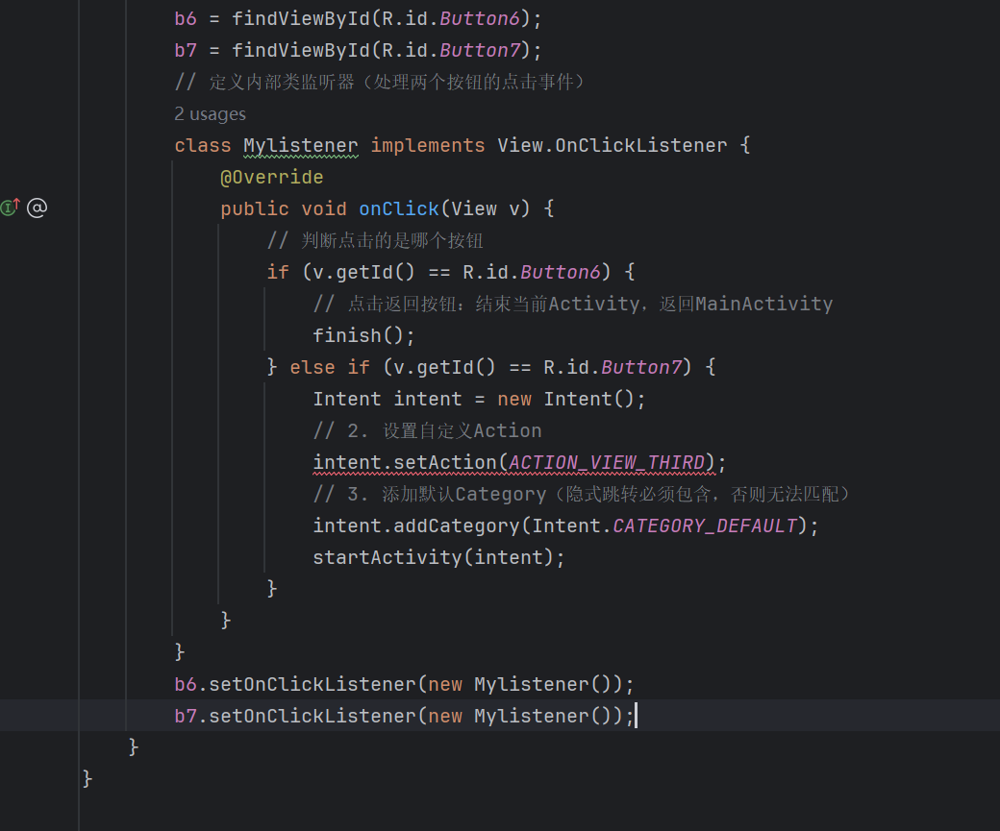 b6 = findViewById(R.id.Button6);
b7 = findViewById(R.id.Button7);
// 定义内部类监听器（处理两个按钮的点击事件）
2 usages
class Mylistener implements View.OnClickListener {
@Override
public void onClick(View v) {
// 判断点击的是哪个按钮
if (v.getId() == R.id.Button6) {
// 点击返回按钮：结束当前Activity，返回MainActivity
finish();
} else if (v.getId() == R.id.Button7) {
Intent intent = new Intent();
// 2. 设置自定义Action
intent.setAction(ACTION_VIEW_THIRD);
// 3. 添加默认Category（隐式跳转必须包含，否则无法匹配）
intent.addCategory(Intent.CATEGORY_DEFAULT);
startActivity(intent);
}
}
}
b6.setOnClickListener(new Mylistener());
b7.setOnClickListener(new Mylistener());
}
}